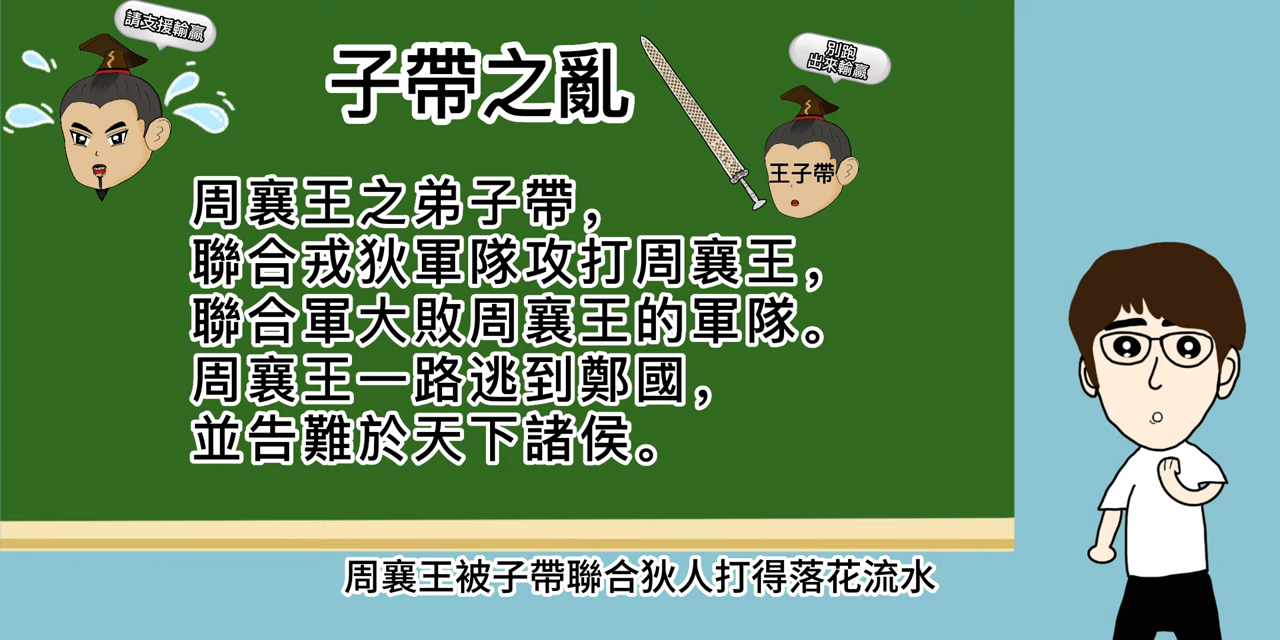 請支援輸贏
子帶之亂
別跑
出來輸贏
王子帶
周襄王之弟子帶，
聯合戎狄軍隊攻打周襄王，
聯合軍大敗周襄王的軍隊。
周襄王一路逃到鄭國，
並告難於天下諸侯。
周襄王被子帶聯合狄人打得落花流水